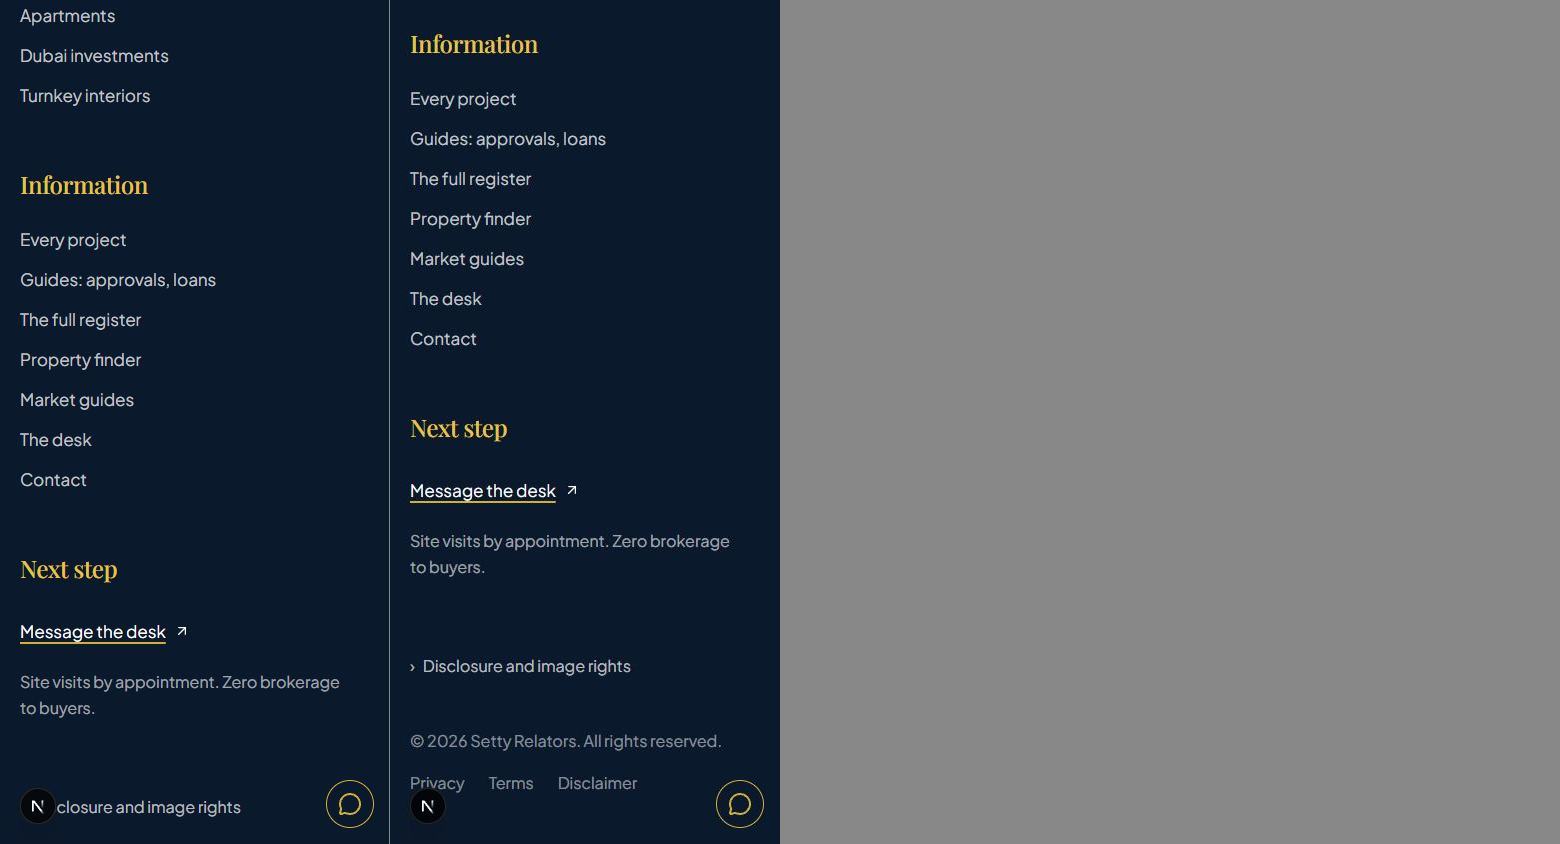 Apartments
Dubai investments
Turnkey interiors
Information
Every project
Guides: approvals, loans
The full register
Property finder
Market guides
The desk
Contact
Next step
Message the desk
Site visits by appointment. Zero brokerage
to buyers.
N
closure and image rights
Information
Every project
Guides: approvals, loans
The full register
Property finder
Market guides
The desk
Contact
Next step
Message the desk
Site visits by appointment. Zero brokerage
to buyers.
› Disclosure and image rights
© 2026 Setty Relators. All rights reserved.
Privacy Terms Disclaimer
N